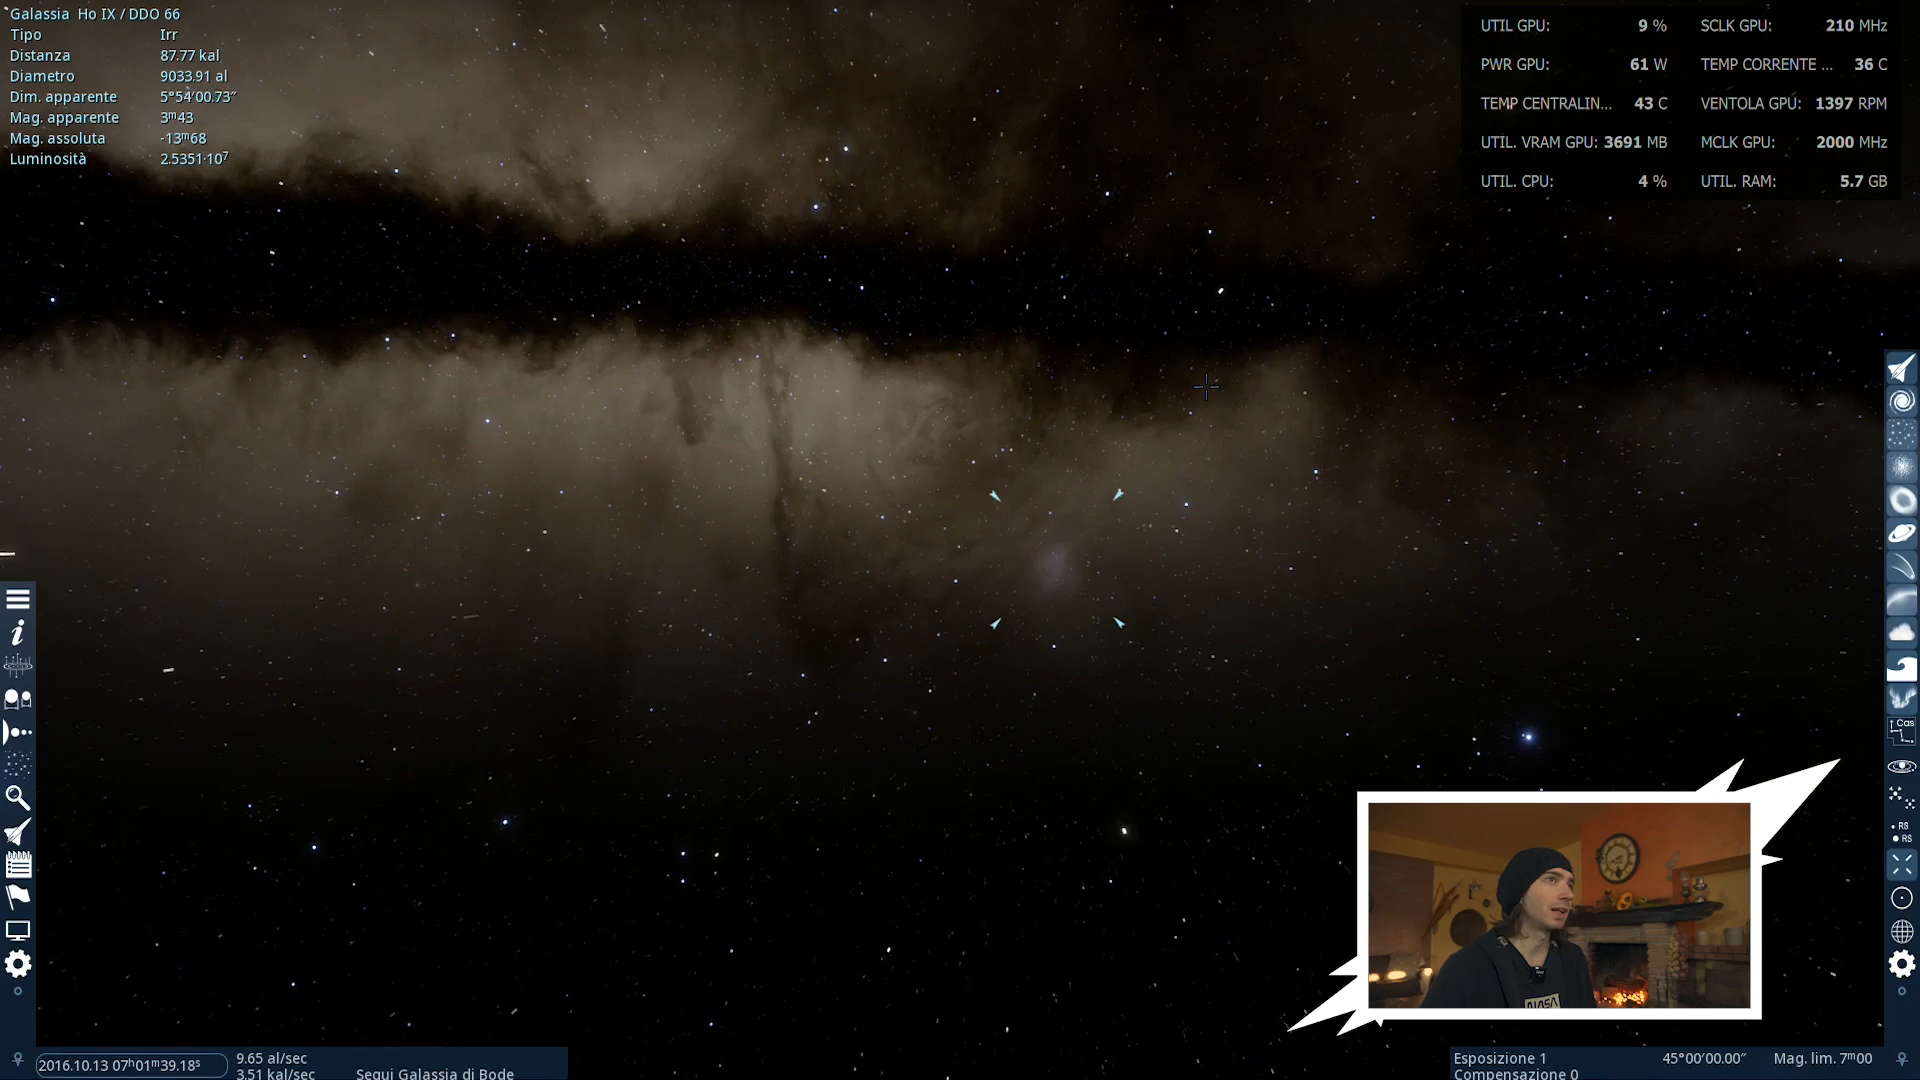 Galassia Ho IX / DDO 66
Tipo Irr
Distanza 87.77 kal
Diametro 9033.91 al
Dim. apparente 5°54′00.73″
Mag. apparente 3ᵐ43
Mag. assoluta -13ᵐ68
Luminosità 2.5351·10⁷
UTIL GPU: 9 % SCLK GPU: 210 MHz
PWR GPU: 61 W TEMP CORRENTE ... 36 C
TEMP CENTRALIN... 43 C VENTOLA GPU: 1397 RPM
UTIL. VRAM GPU: 3691 MB MCLK GPU: 2000 MHz
UTIL. CPU: 4 % UTIL. RAM: 5.7 GB
Cas
RS
RS
NASA
2016.10.13 07ʰ01ᵐ39.18ˢ
9.65 al/sec
3.51 kal/sec Segui Galassia di Bode
Esposizione 1 45°00′00.00″ Mag. lim. 7ᵐ00
Compensazione 0